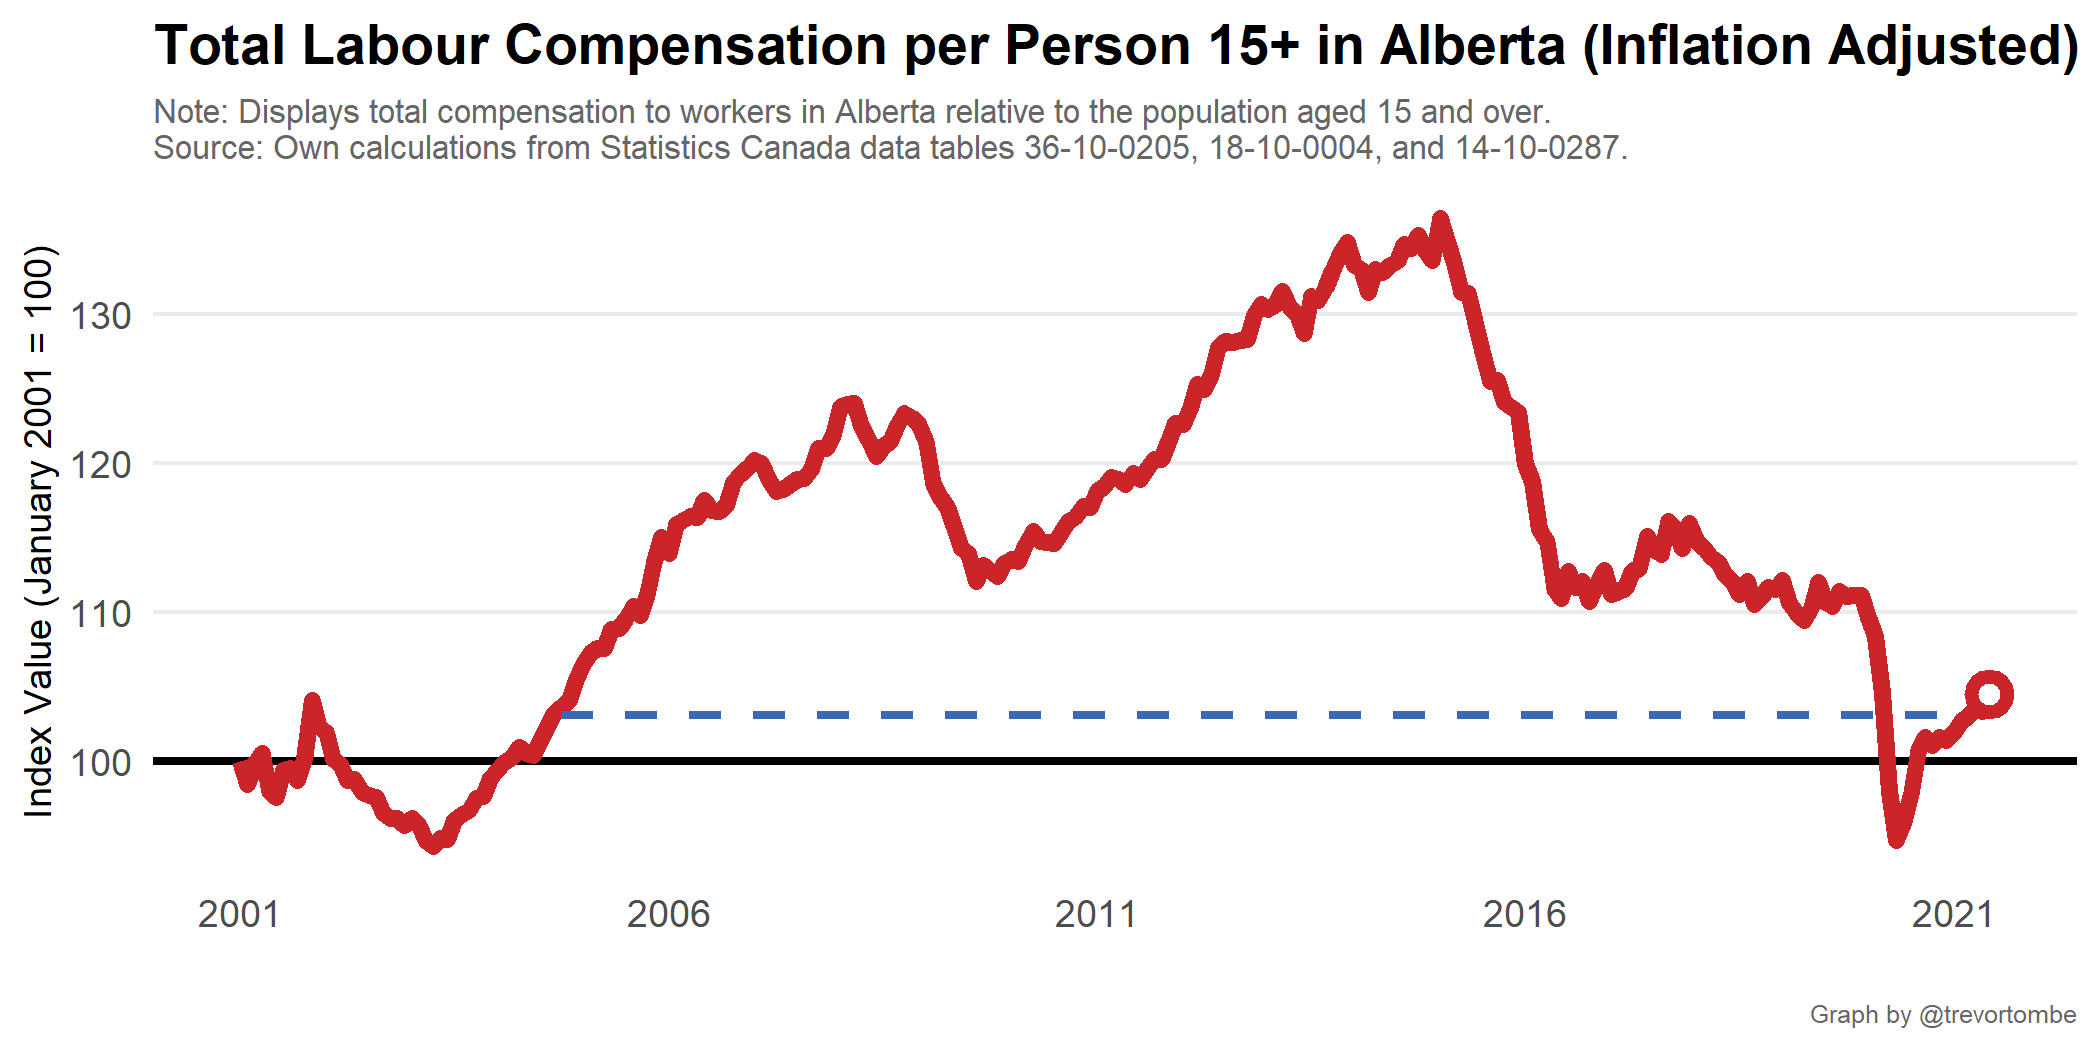 Total Labour Compensation per Person 15+ in Alberta (Inflation Adjusted)
Note: Displays total compensation to workers in Alberta relative to the population aged 15 and over.
Source: Own calculations from Statistics Canada data tables 36-10-0205, 18-10-0004, and 14-10-0287.
Index Value (January 2001 = 100)
130
120
110
100
2001
2006
2011
2016
2021
Graph by @trevortombe